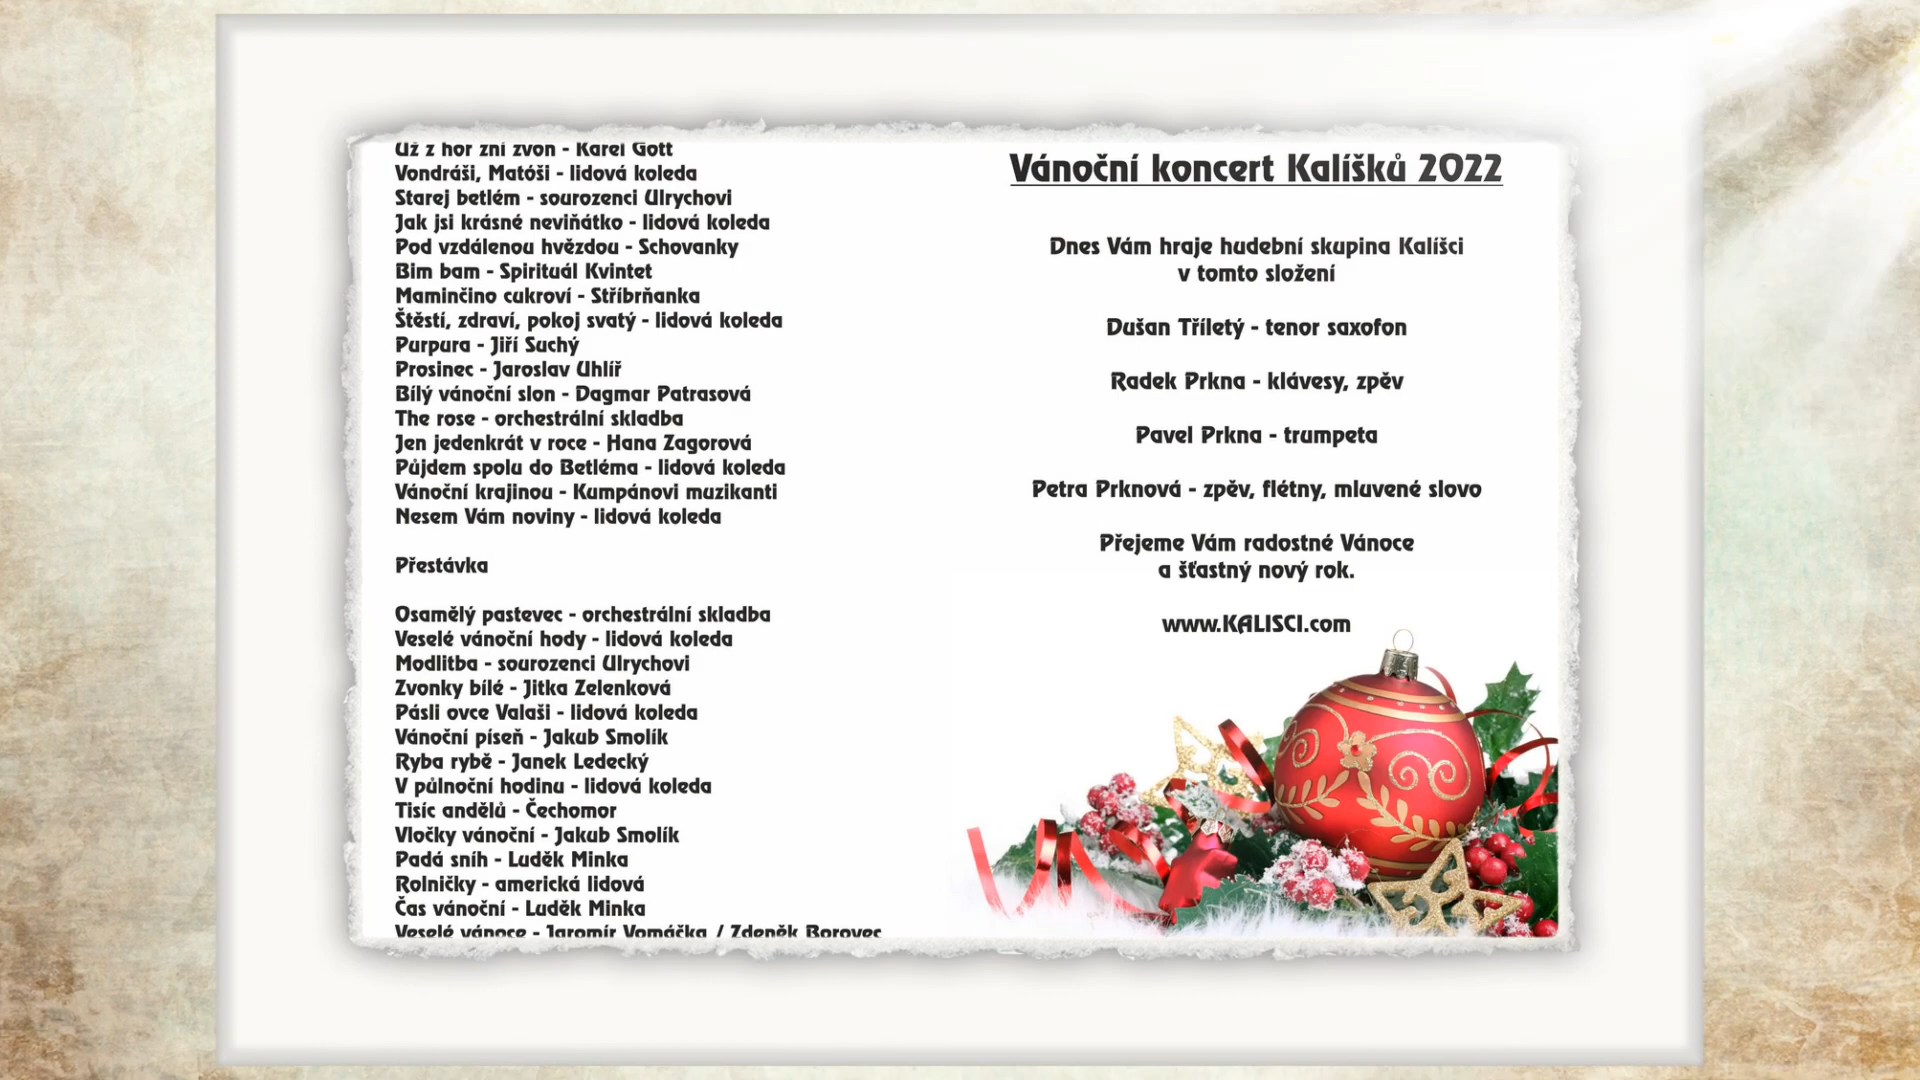 Už z hor zní zvon - Karel Gott
Vondráši, Matóši - lidová koleda
Starej betlém - sourozenci Ulrychovi
Jak jsi krásné neviňátko - lidová koleda
Pod vzdálenou hvězdou - Schovanky
Bim bam - Spirituál Kvintet
Maminčino cukroví - Stříbrňanka
Štěstí, zdraví, pokoj svatý - lidová koleda
Purpura - Jiří Suchý
Prosinec - Jaroslav Uhlíř
Bílý vánoční slon - Dagmar Patrasová
The rose - orchestrální skladba
Jen jedenkrát v roce - Hana Zagorová
Půjdem spolu do Betléma - lidová koleda
Vánoční krajinou - Kumpánovi muzikanti
Nesem Vám noviny - lidová koleda
Přestávka
Osamělý pastevec - orchestrální skladba
Veselé vánoční hody - lidová koleda
Modlitba - sourozenci Ulrychovi
Zvonky bílé - Jitka Zelenková
Pásli ovce Valaši - lidová koleda
Vánoční píseň - Jakub Smolík
Ryba rybě - Janek Ledecký
V půlnoční hodinu - lidová koleda
Tisíc andělů - Čechomor
Vločky vánoční - Jakub Smolík
Padá sníh - Luděk Minka
Rolničky - americká lidová
Čas vánoční - Luděk Minka
Veselé vánoce - Jaromír Vomáčka / Zdeněk Borovec
Vánoční koncert Kalíšků 2022
Dnes Vám hraje hudební skupina Kalíšci
v tomto složení
Dušan Tříletý - tenor saxofon
Radek Prkna - klávesy, zpěv
Pavel Prkna - trumpeta
Petra Prknová - zpěv, flétny, mluvené slovo
Přejeme Vám radostné Vánoce
a šťastný nový rok.
www.KALISCI.com